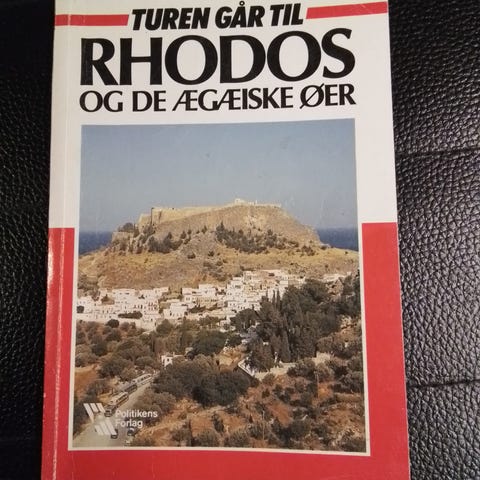 TUREN GÅR TIL
RHODOS
OG DE ÆGÆISKE ØER
Politikens
Forlag